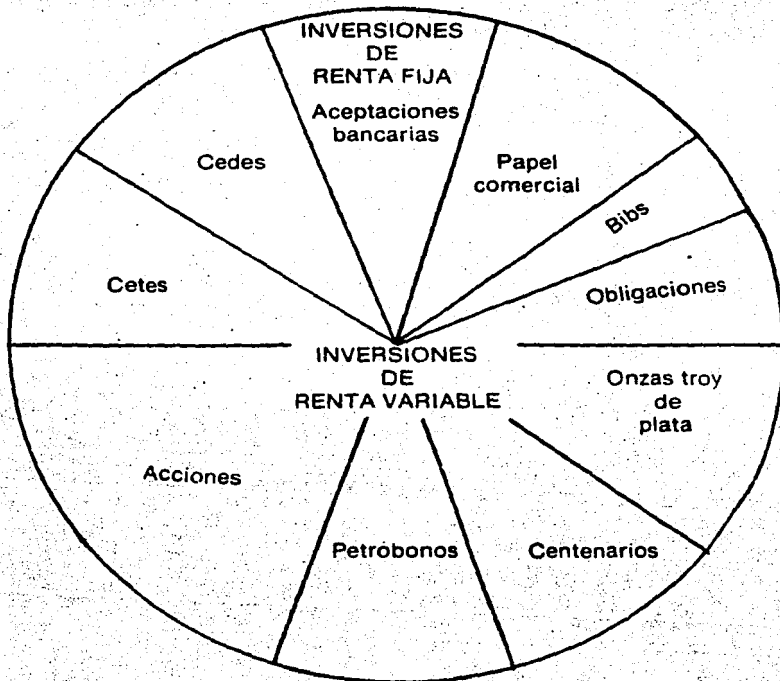 INVERSIONES
DE
RENTA FIJA
Aceptaciones
bancarias
Cedes
Papel
comercial
Bibs
Cetes
Obligaciones
INVERSIONES
DE
RENTA VARIABLE
Onzas troy
de
plata
Acciones
Petrobonos
Centenarios